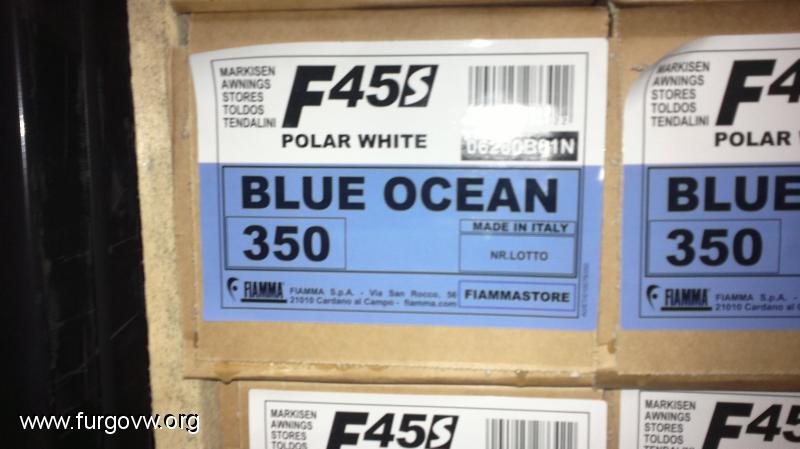 MARKISEN
AWNINGS
STORES
TOLDOS
TENDALINI
F45S
POLAR WHITE
BLUE OCEAN
350
MADE IN ITALY
NR.LOTTO
FIAMMA
FIAMMA S.p.A. - Via San Rocco, 56
21010 Cardano al Campo - fiamma.com
FIAMMASTORE
MARKISEN
AWNINGS
STORES
TOLDOS
TENDALINI
F45
POLAR W
BLUE
350
FIAMMA
FIAMMA S.p.A. -
21010 Cardano al
MARKISEN
AWNINGS
STORES
TOLDOS
F45S
MARKISEN
AWNINGS
STORES
TOLDOS
F45
www.furgovw.org